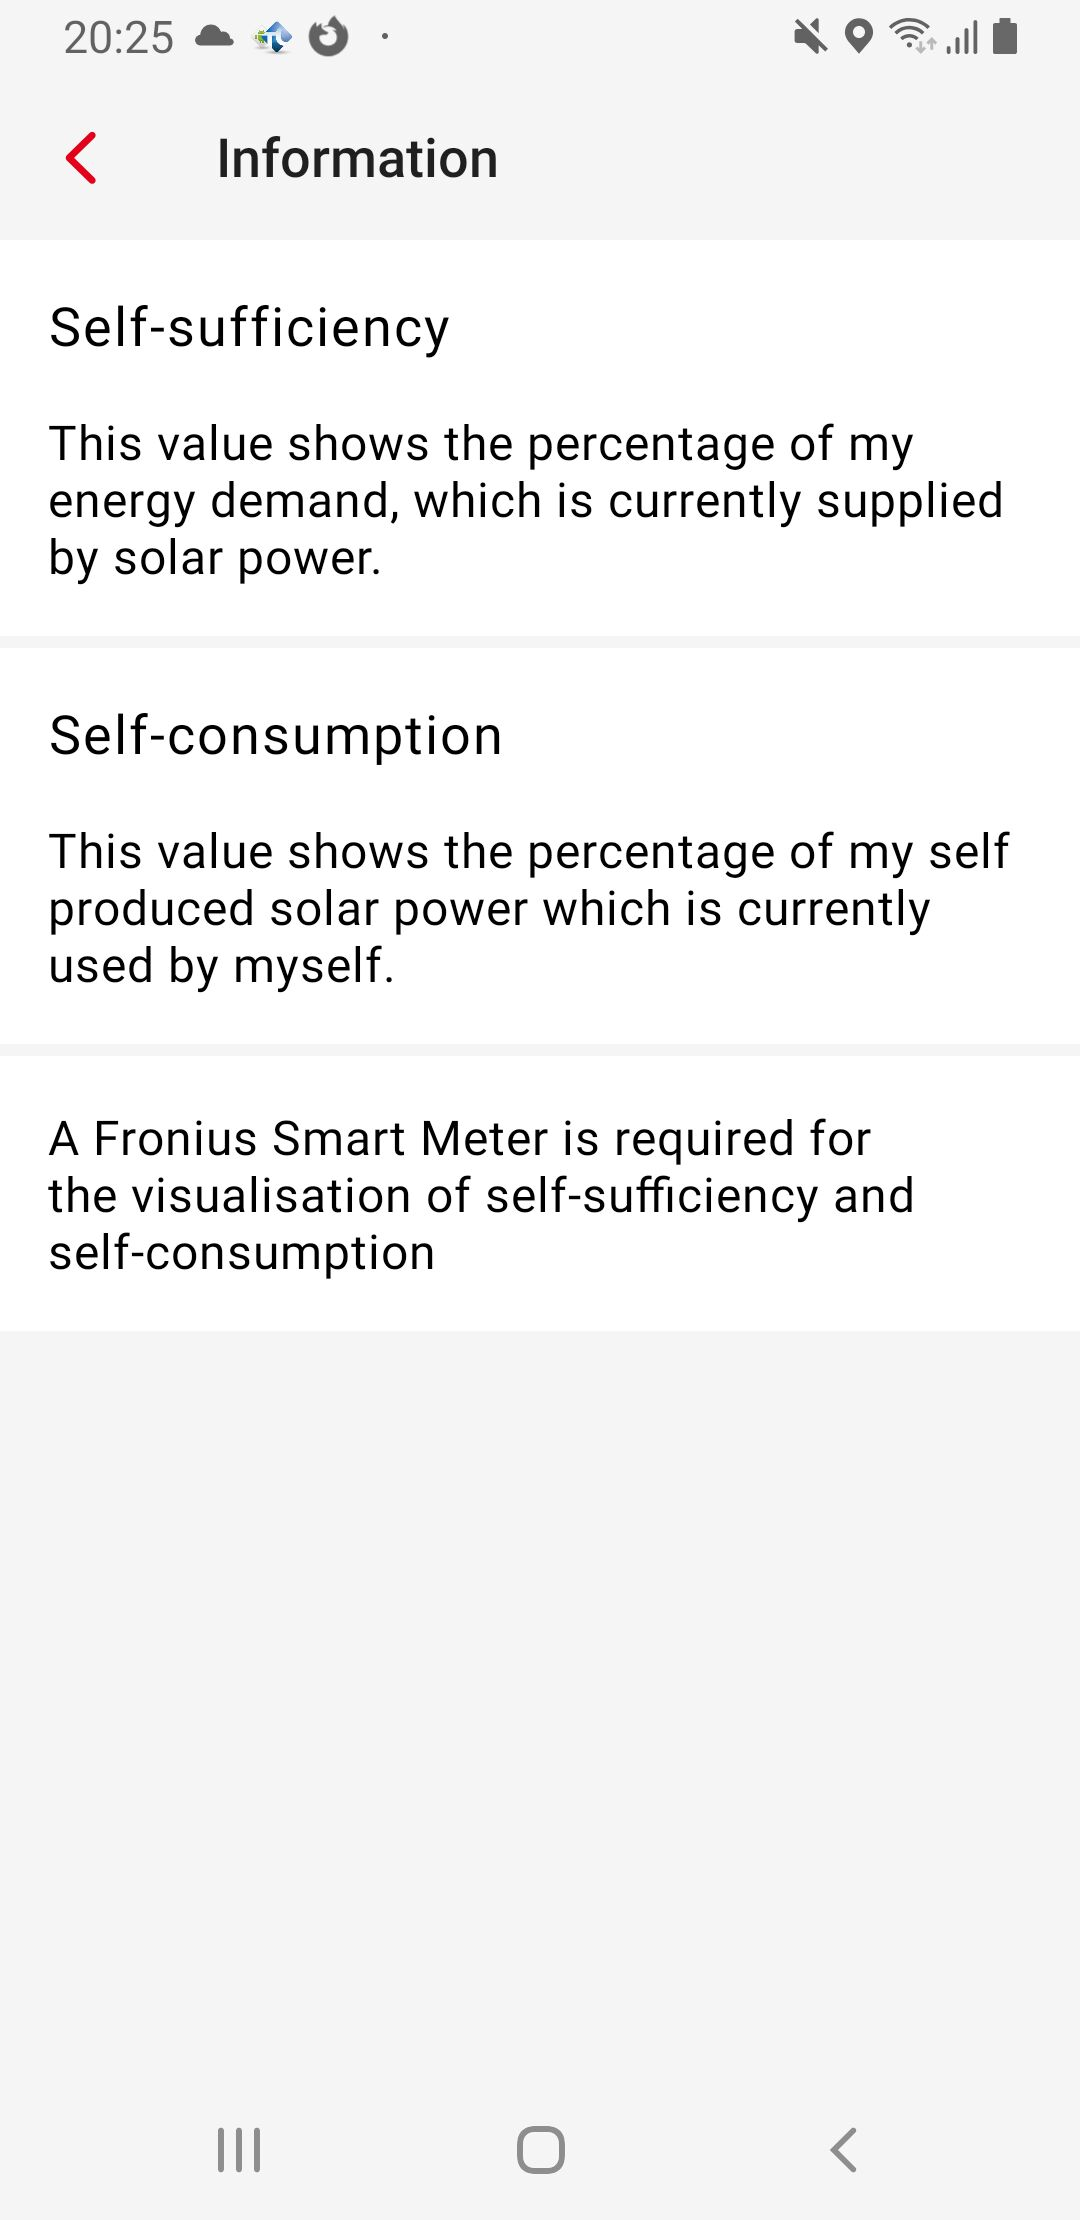 20:25
Information
Self-sufficiency
This value shows the percentage of my
energy demand, which is currently supplied
by solar power.
Self-consumption
This value shows the percentage of my self
produced solar power which is currently
used by myself.
A Fronius Smart Meter is required for
the visualisation of self-sufficiency and
self-consumption